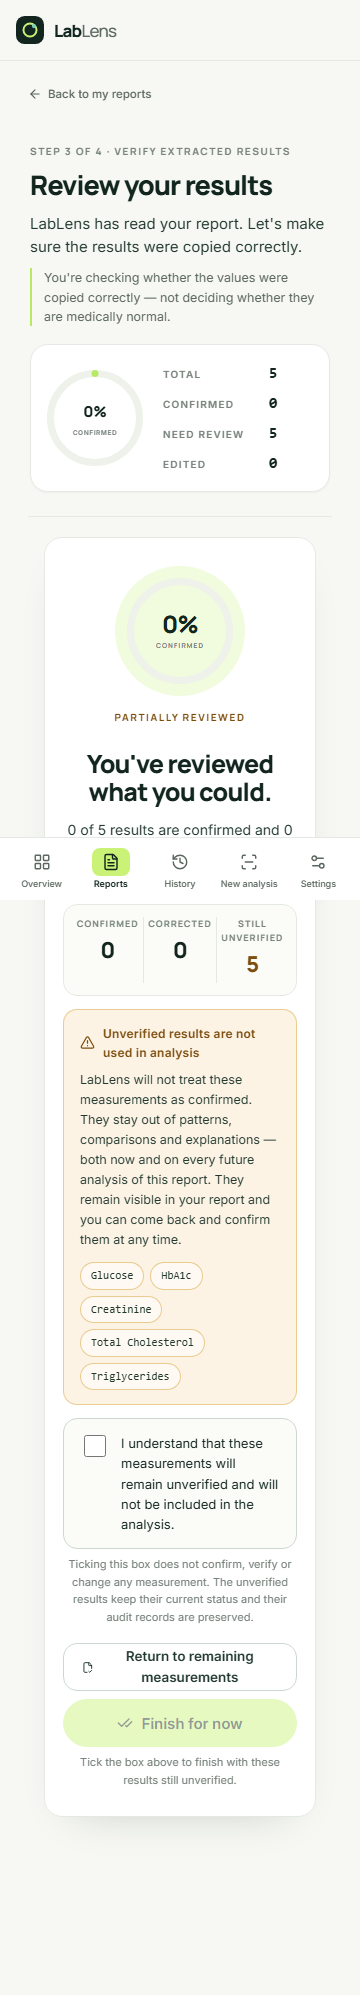 LabLens
Back to my reports
STEP 3 OF 4 · VERIFY EXTRACTED RESULTS
Review your results
LabLens has read your report. Let's make
sure the results were copied correctly.
You're checking whether the values were
copied correctly — not deciding whether they
are medically normal.
0%
CONFIRMED
TOTAL 5
CONFIRMED 0
NEED REVIEW 5
EDITED 0
0%
CONFIRMED
PARTIALLY REVIEWED
You've reviewed
what you could.
0 of 5 results are confirmed and 0
Overview
Reports
History
New analysis
Settings
CONFIRMED
0
CORRECTED
0
STILL
UNVERIFIED
5
Unverified results are not
used in analysis
LabLens will not treat these
measurements as confirmed.
They stay out of patterns,
comparisons and explanations —
both now and on every future
analysis of this report. They
remain visible in your report and
you can come back and confirm
them at any time.
Glucose
HbA1c
Creatinine
Total Cholesterol
Triglycerides
I understand that these
measurements will
remain unverified and will
not be included in the
analysis.
Ticking this box does not confirm, verify or
change any measurement. The unverified
results keep their current status and their
audit records are preserved.
Return to remaining
measurements
Finish for now
Tick the box above to finish with these
results still unverified.